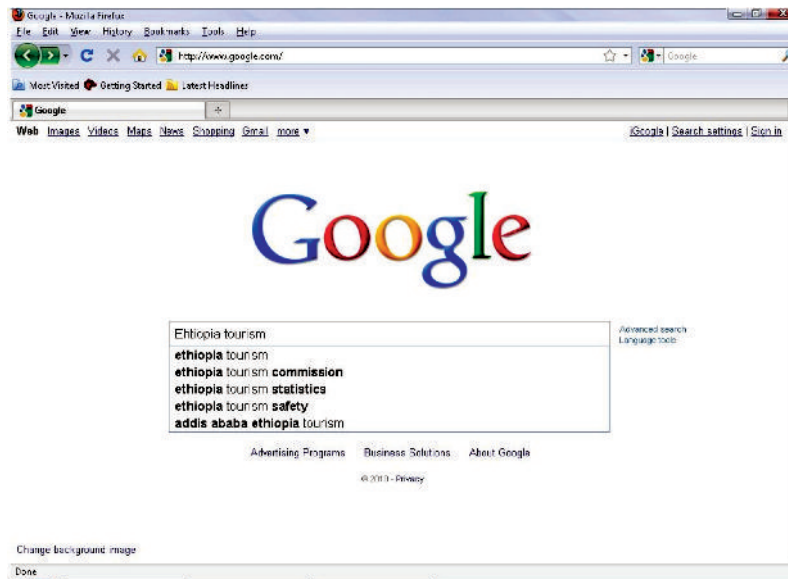 Google - Mozilla Firefox
File Edit View History Bookmarks Tools Help
http://www.google.com/
Google
Most Visited Getting Started Latest Headlines
Google
Web Images Videos Maps News Shopping Gmail more ▼
iGoogle | Search settings | Sign in
Google
Ehtiopia tourism
Advanced search
Language tools
ethiopia tourism
ethiopia tourism commission
ethiopia tourism statistics
ethiopia tourism safety
addis ababa ethiopia tourism
Advertising Programs Business Solutions About Google
© 2010 - Privacy
Change background image
Done